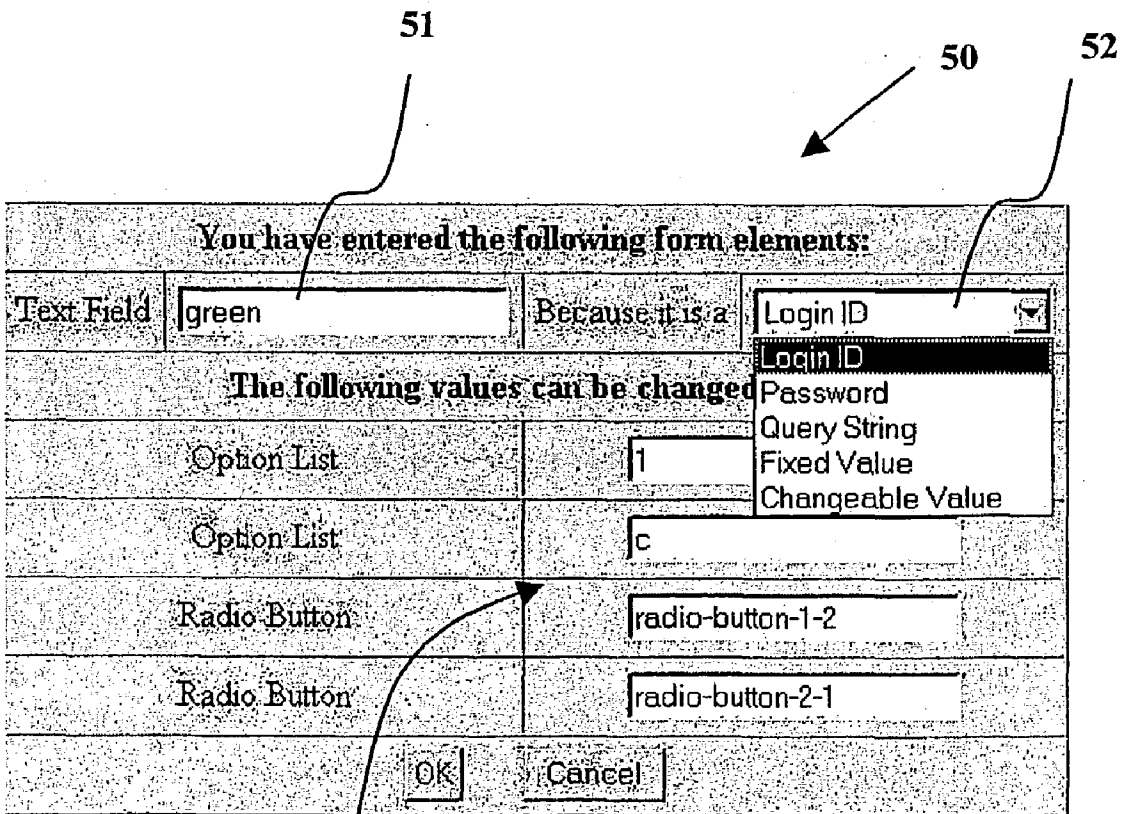 51
50
52
You have entered the following form elements:
Text Field green Because it is a Login ID
Login ID
The following values can be changed
Password
Query String
Option List 1 Fixed Value
Changeable Value
Option List c
Radio Button radio-button-1-2
Radio Button radio-button-2-1
OK Cancel